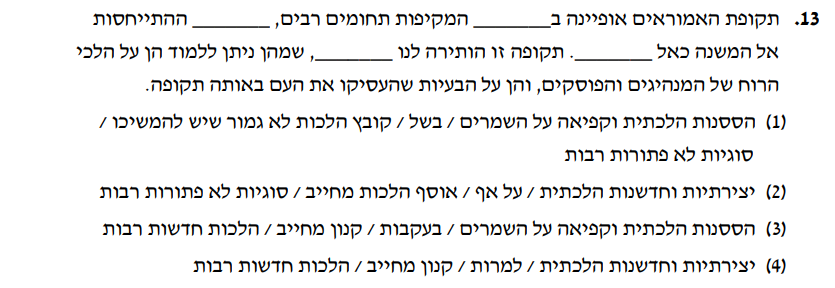 13. תקופת האמוראים אופיינה ב________ המקיפות תחומים רבים, ________ ההתייחסות
אל המשנה כאל ________. תקופה זו הותירה לנו ________, שמהן ניתן ללמוד הן על הלכי
הרוח של המנהיגים והפוסקים, והן על הבעיות שהעסיקו את העם באותה תקופה.
(1) הססנות הלכתית וקפיאה על השמרים / בשל / קובץ הלכות לא גמור שיש להמשיכו /
סוגיות לא פתורות רבות
(2) יצירתיות וחדשנות הלכתית / על אף / אוסף הלכות מחייב / סוגיות לא פתורות רבות
(3) הססנות הלכתית וקפיאה על השמרים / בעקבות / קנון מחייב / הלכות חדשות רבות
(4) יצירתיות וחדשנות הלכתית / למרות / קנון מחייב / הלכות חדשות רבות